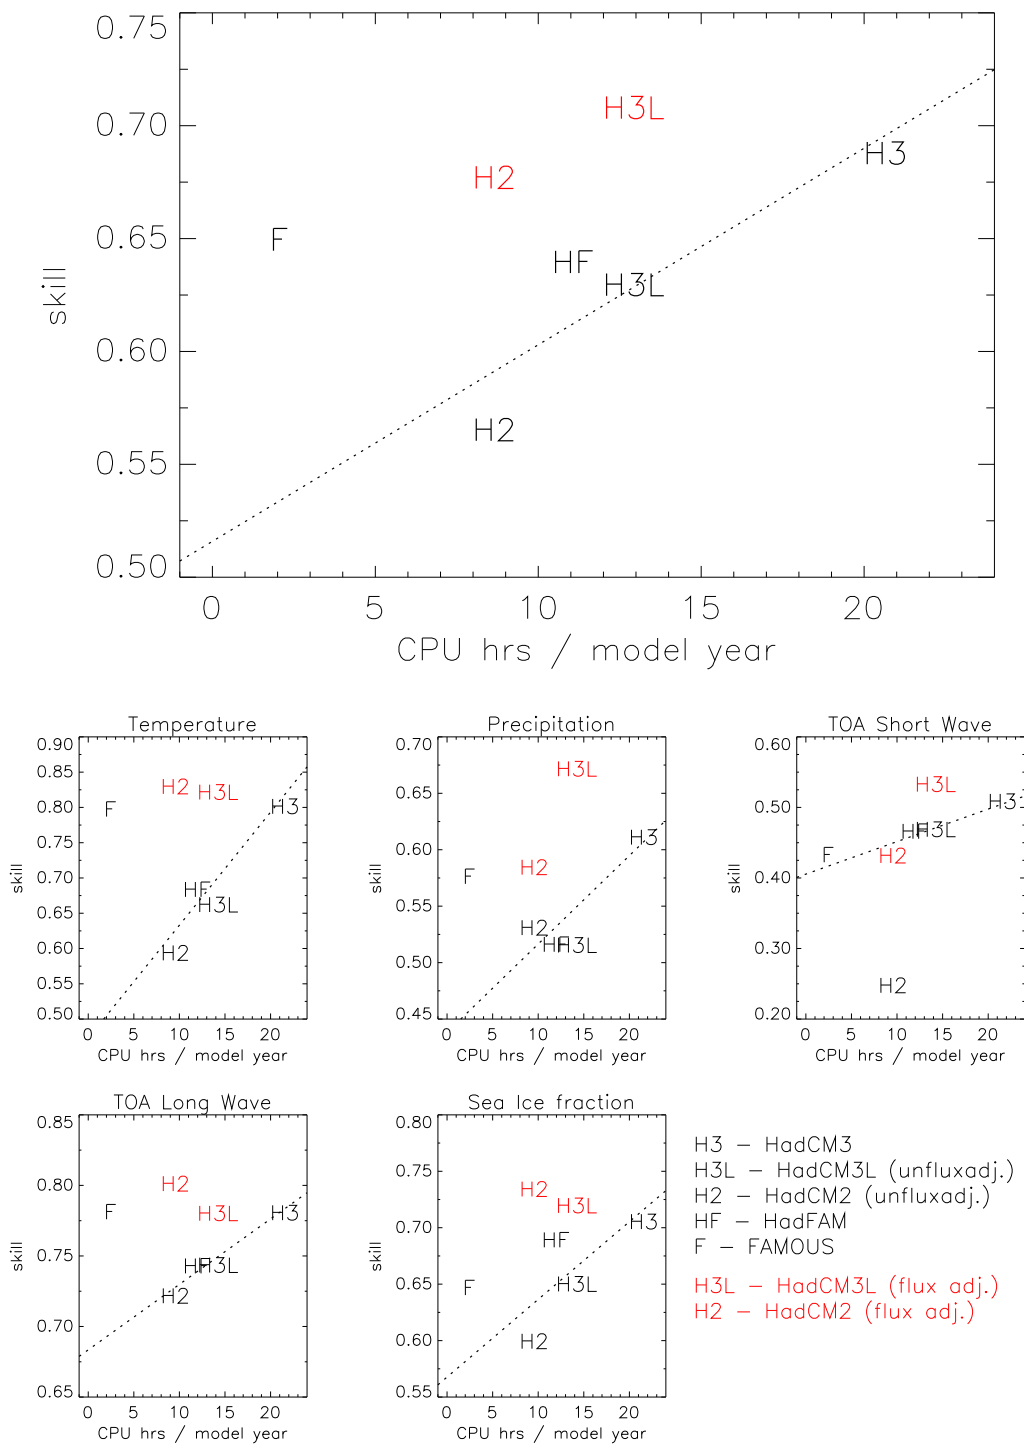 0.75
0.70
0.65
0.60
0.55
0.50
skill
H3L
H2
F
HF
H3L
H3
H2
0 5 10 15 20
CPU hrs / model year
Temperature
0.90
0.85
0.80
0.75
0.70
0.65
0.60
0.55
0.50
skill
H2
H3L
F
H3
HF
H3L
H2
0 5 10 15 20
CPU hrs / model year
Precipitation
0.70
0.65
0.60
0.55
0.50
0.45
skill
H3L
H3
H2
F
H2
HF
H3L
0 5 10 15 20
CPU hrs / model year
TOA Short Wave
0.60
0.50
0.40
0.30
0.20
skill
H3L
H3
HF
H3L
F
H2
H2
0 5 10 15 20
CPU hrs / model year
TOA Long Wave
0.85
0.80
0.75
0.70
0.65
skill
H2
F
H3L
H3
HF
H3L
H2
0 5 10 15 20
CPU hrs / model year
Sea Ice fraction
0.80
0.75
0.70
0.65
0.60
0.55
skill
H2
H3L
H3
HF
F
H3L
H2
0 5 10 15 20
CPU hrs / model year
H3 – HadCM3
H3L – HadCM3L (unfluxadj.)
H2 – HadCM2 (unfluxadj.)
HF – HadFAM
F – FAMOUS
H3L – HadCM3L (flux adj.)
H2 – HadCM2 (flux adj.)